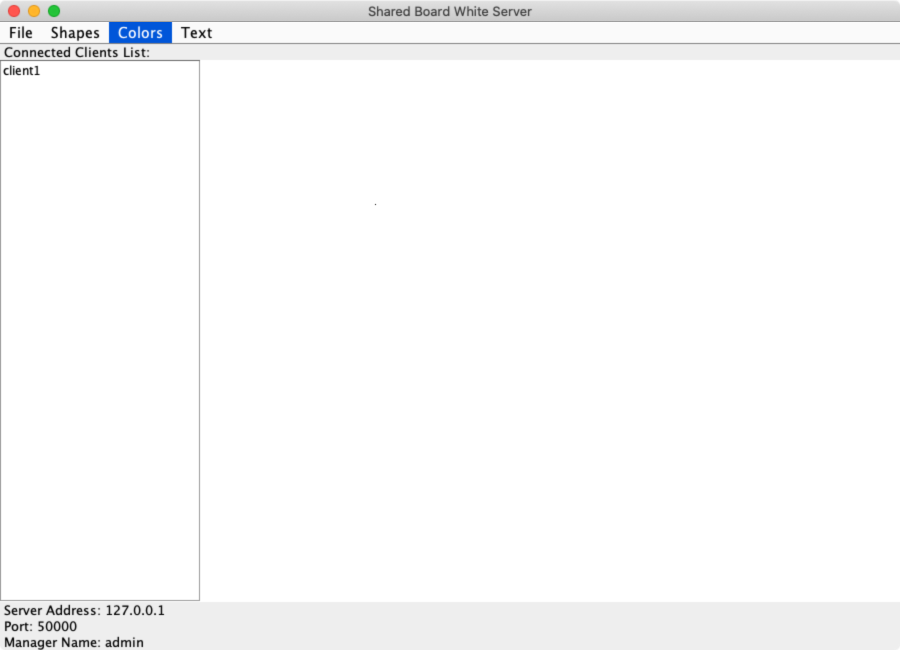 Shared Board White Server
File Shapes Colors Text
Connected Clients List:
client1
Server Address: 127.0.0.1
Port: 50000
Manager Name: admin